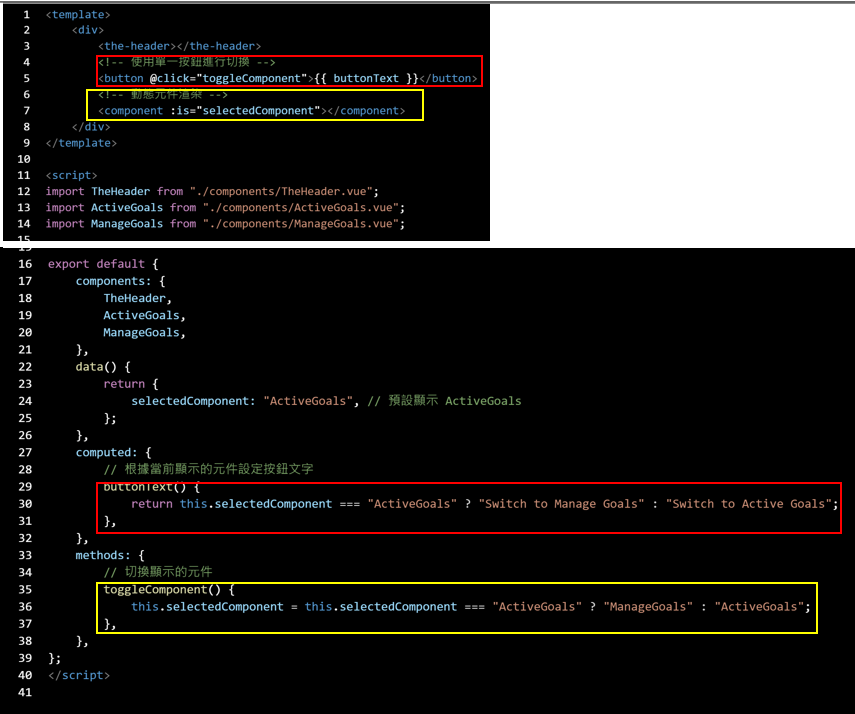 1 <template>
2 <div>
3 <the-header></the-header>
4 <!-- 使用單一按鈕進行切換 -->
5 <button @click="toggleComponent">{{ buttonText }}</button>
6 <!-- 動態元件渲染 -->
7 <component :is="selectedComponent"></component>
8 </div>
9 </template>
10
11 <script>
12 import TheHeader from "./components/TheHeader.vue";
13 import ActiveGoals from "./components/ActiveGoals.vue";
14 import ManageGoals from "./components/ManageGoals.vue";
15
15
16 export default {
17 components: {
18 TheHeader,
19 ActiveGoals,
20 ManageGoals,
21 },
22 data() {
23 return {
24 selectedComponent: "ActiveGoals", // 預設顯示 ActiveGoals
25 };
26 },
27 computed: {
28 // 根據當前顯示的元件設定按鈕文字
29 buttonText() {
30 return this.selectedComponent === "ActiveGoals" ? "Switch to Manage Goals" : "Switch to Active Goals";
31 },
32 },
33 methods: {
34 // 切換顯示的元件
35 toggleComponent() {
36 this.selectedComponent = this.selectedComponent === "ActiveGoals" ? "ManageGoals" : "ActiveGoals";
37 },
38 },
39 };
40 </script>
41